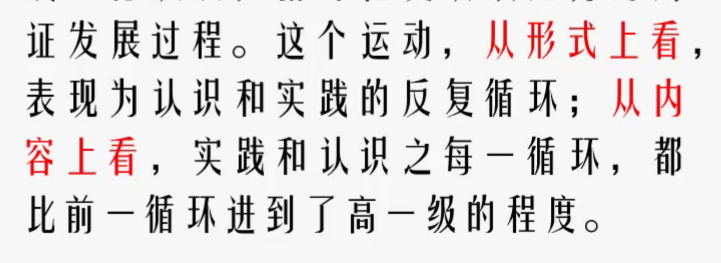 证发展过程。这个运动，从形式上看，
表现为认识和实践的反复循环；从内
容上看，实践和认识之每一循环，都
比前一循环进到了高一级的程度。